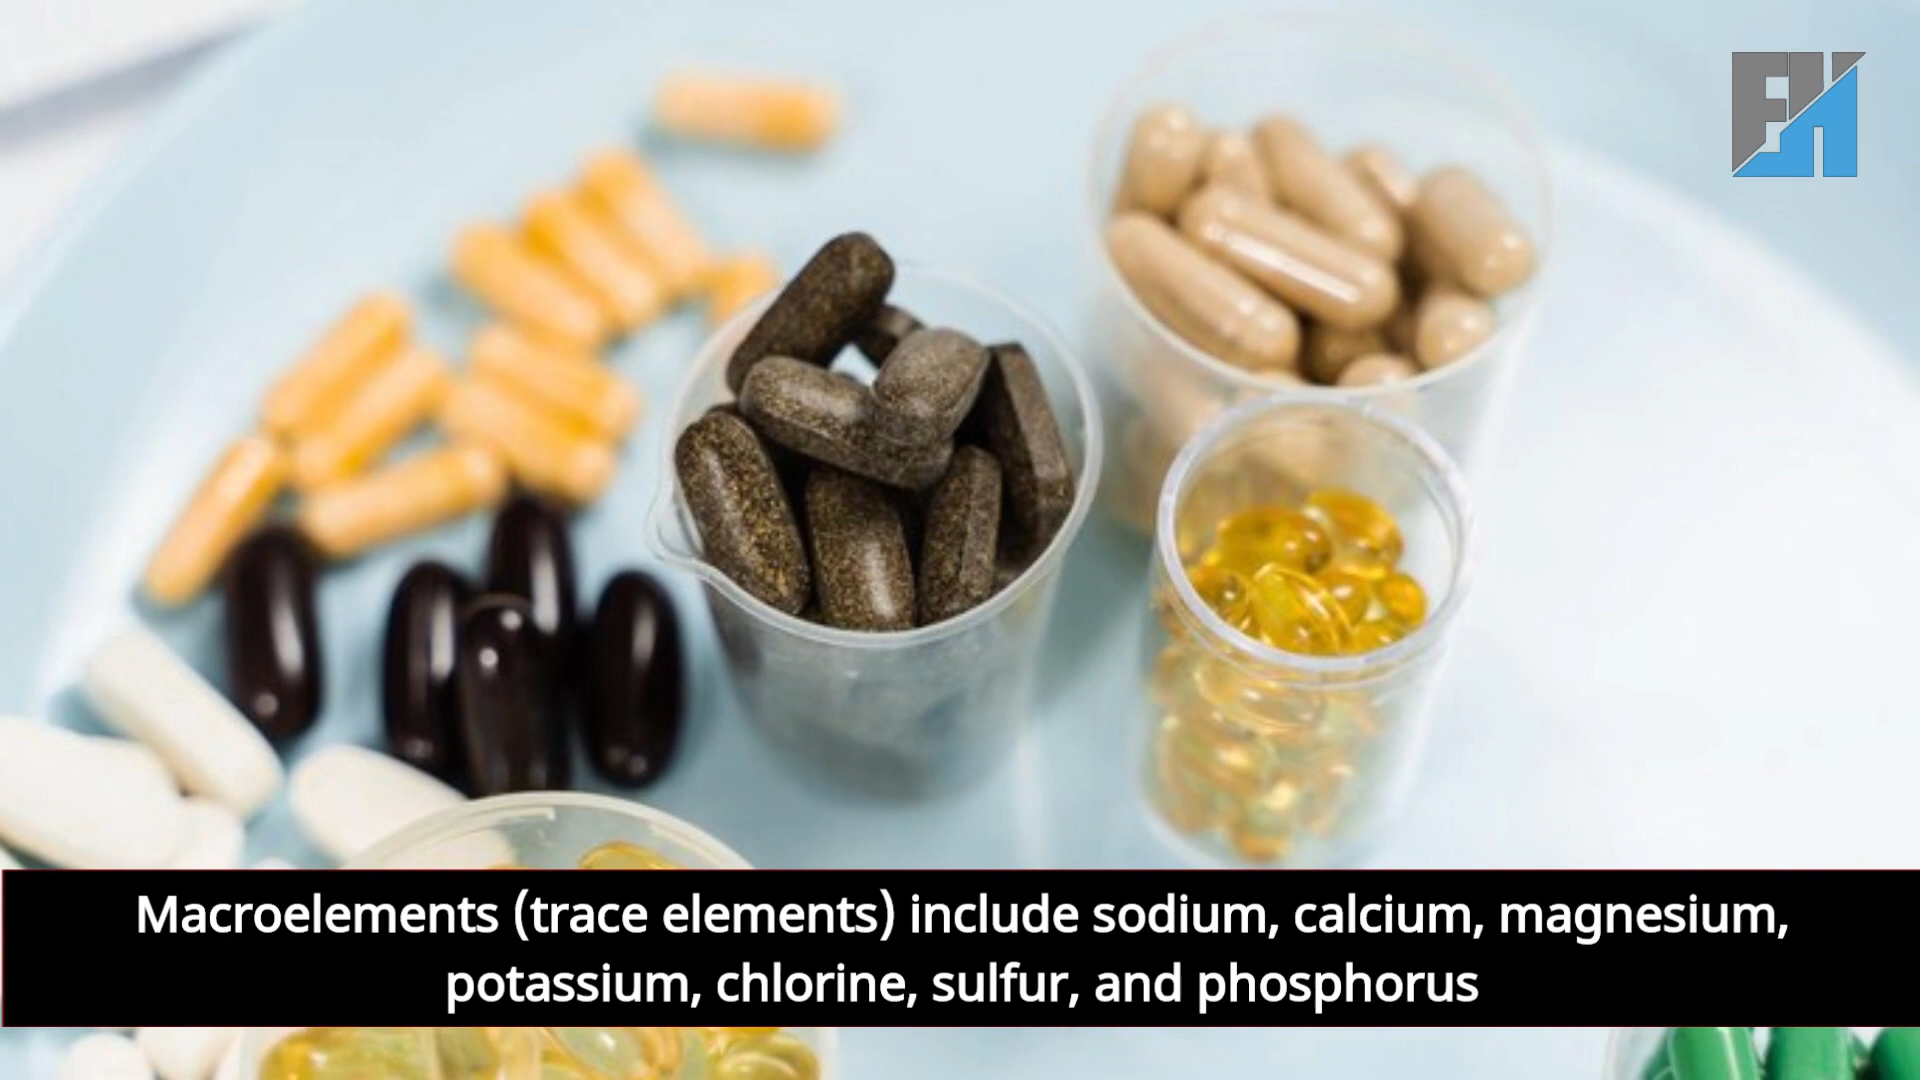 Macroelements (trace elements) include sodium, calcium, magnesium,
potassium, chlorine, sulfur, and phosphorus